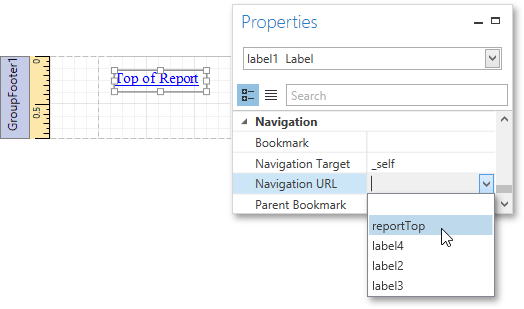 GroupFooter1
0
0.5
Top of Report
Properties
label1 Label
Search
Navigation
Bookmark
Navigation Target _self
Navigation URL
Parent Bookmark
reportTop
label4
label2
label3